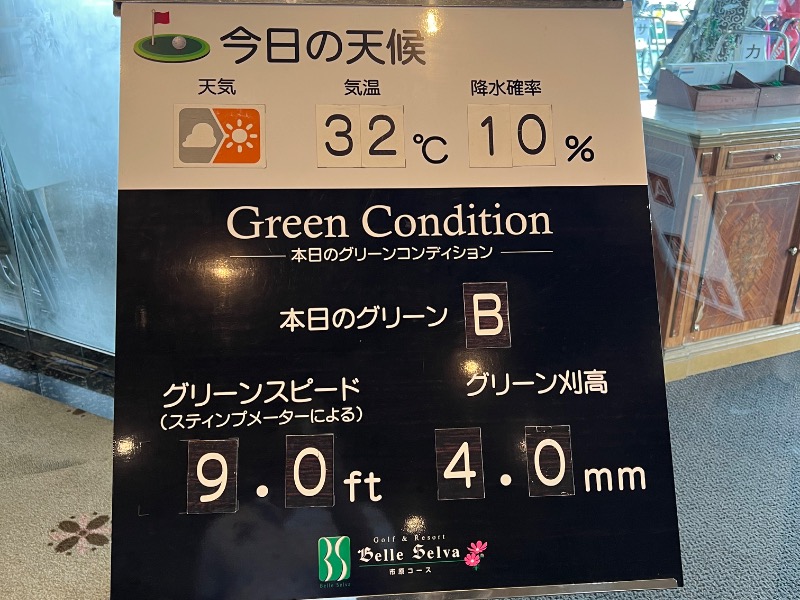 今日の天候
天気 気温 降水確率
32℃ 10%
Green Condition
本日のグリーンコンディション
本日のグリーン B
グリーンスピード グリーン刈高
(スティンプメーターによる)
9.0ft 4.0mm
Golf & Resort
Belle Selva
市原コース
Belle Selva
カ